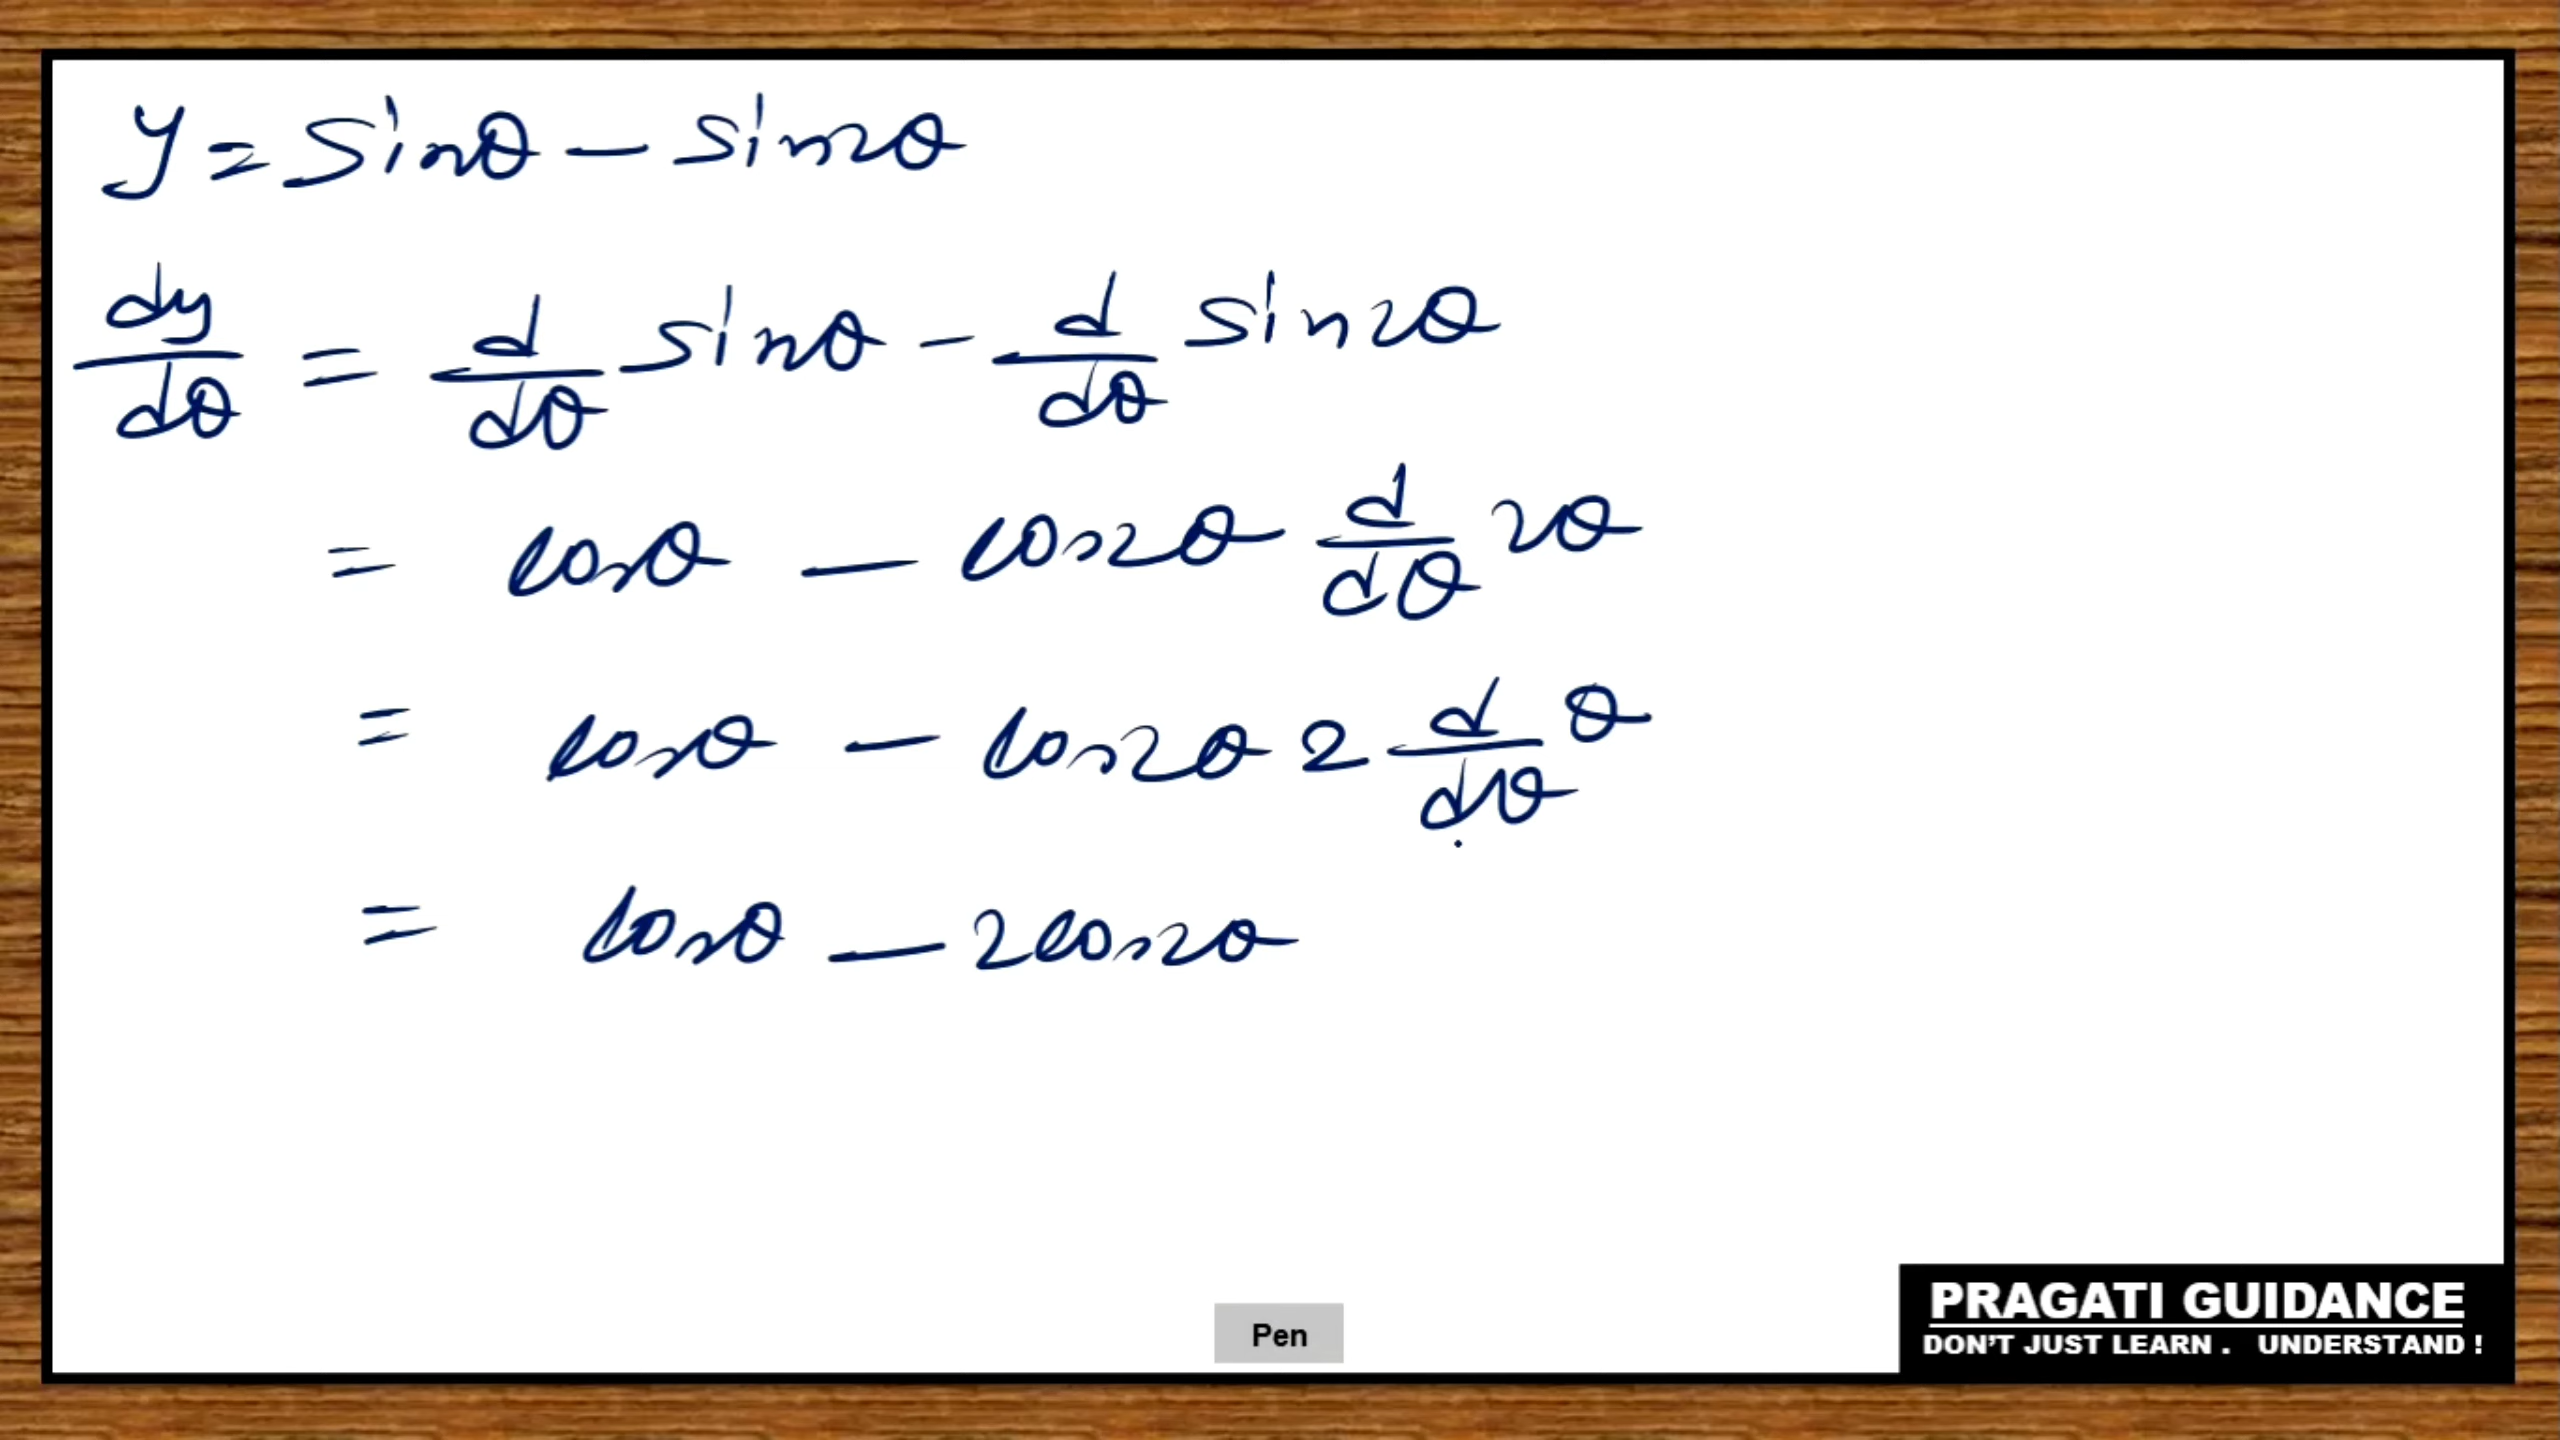 y = sinθ − sin2θ
dy/dθ = d/dθ sinθ − d/dθ sin2θ
= cosθ − cos2θ d/dθ 2θ
= cosθ − cos2θ 2 d/dθ θ
= cosθ − 2cos2θ
Pen
PRAGATI GUIDANCE
DON'T JUST LEARN . UNDERSTAND !